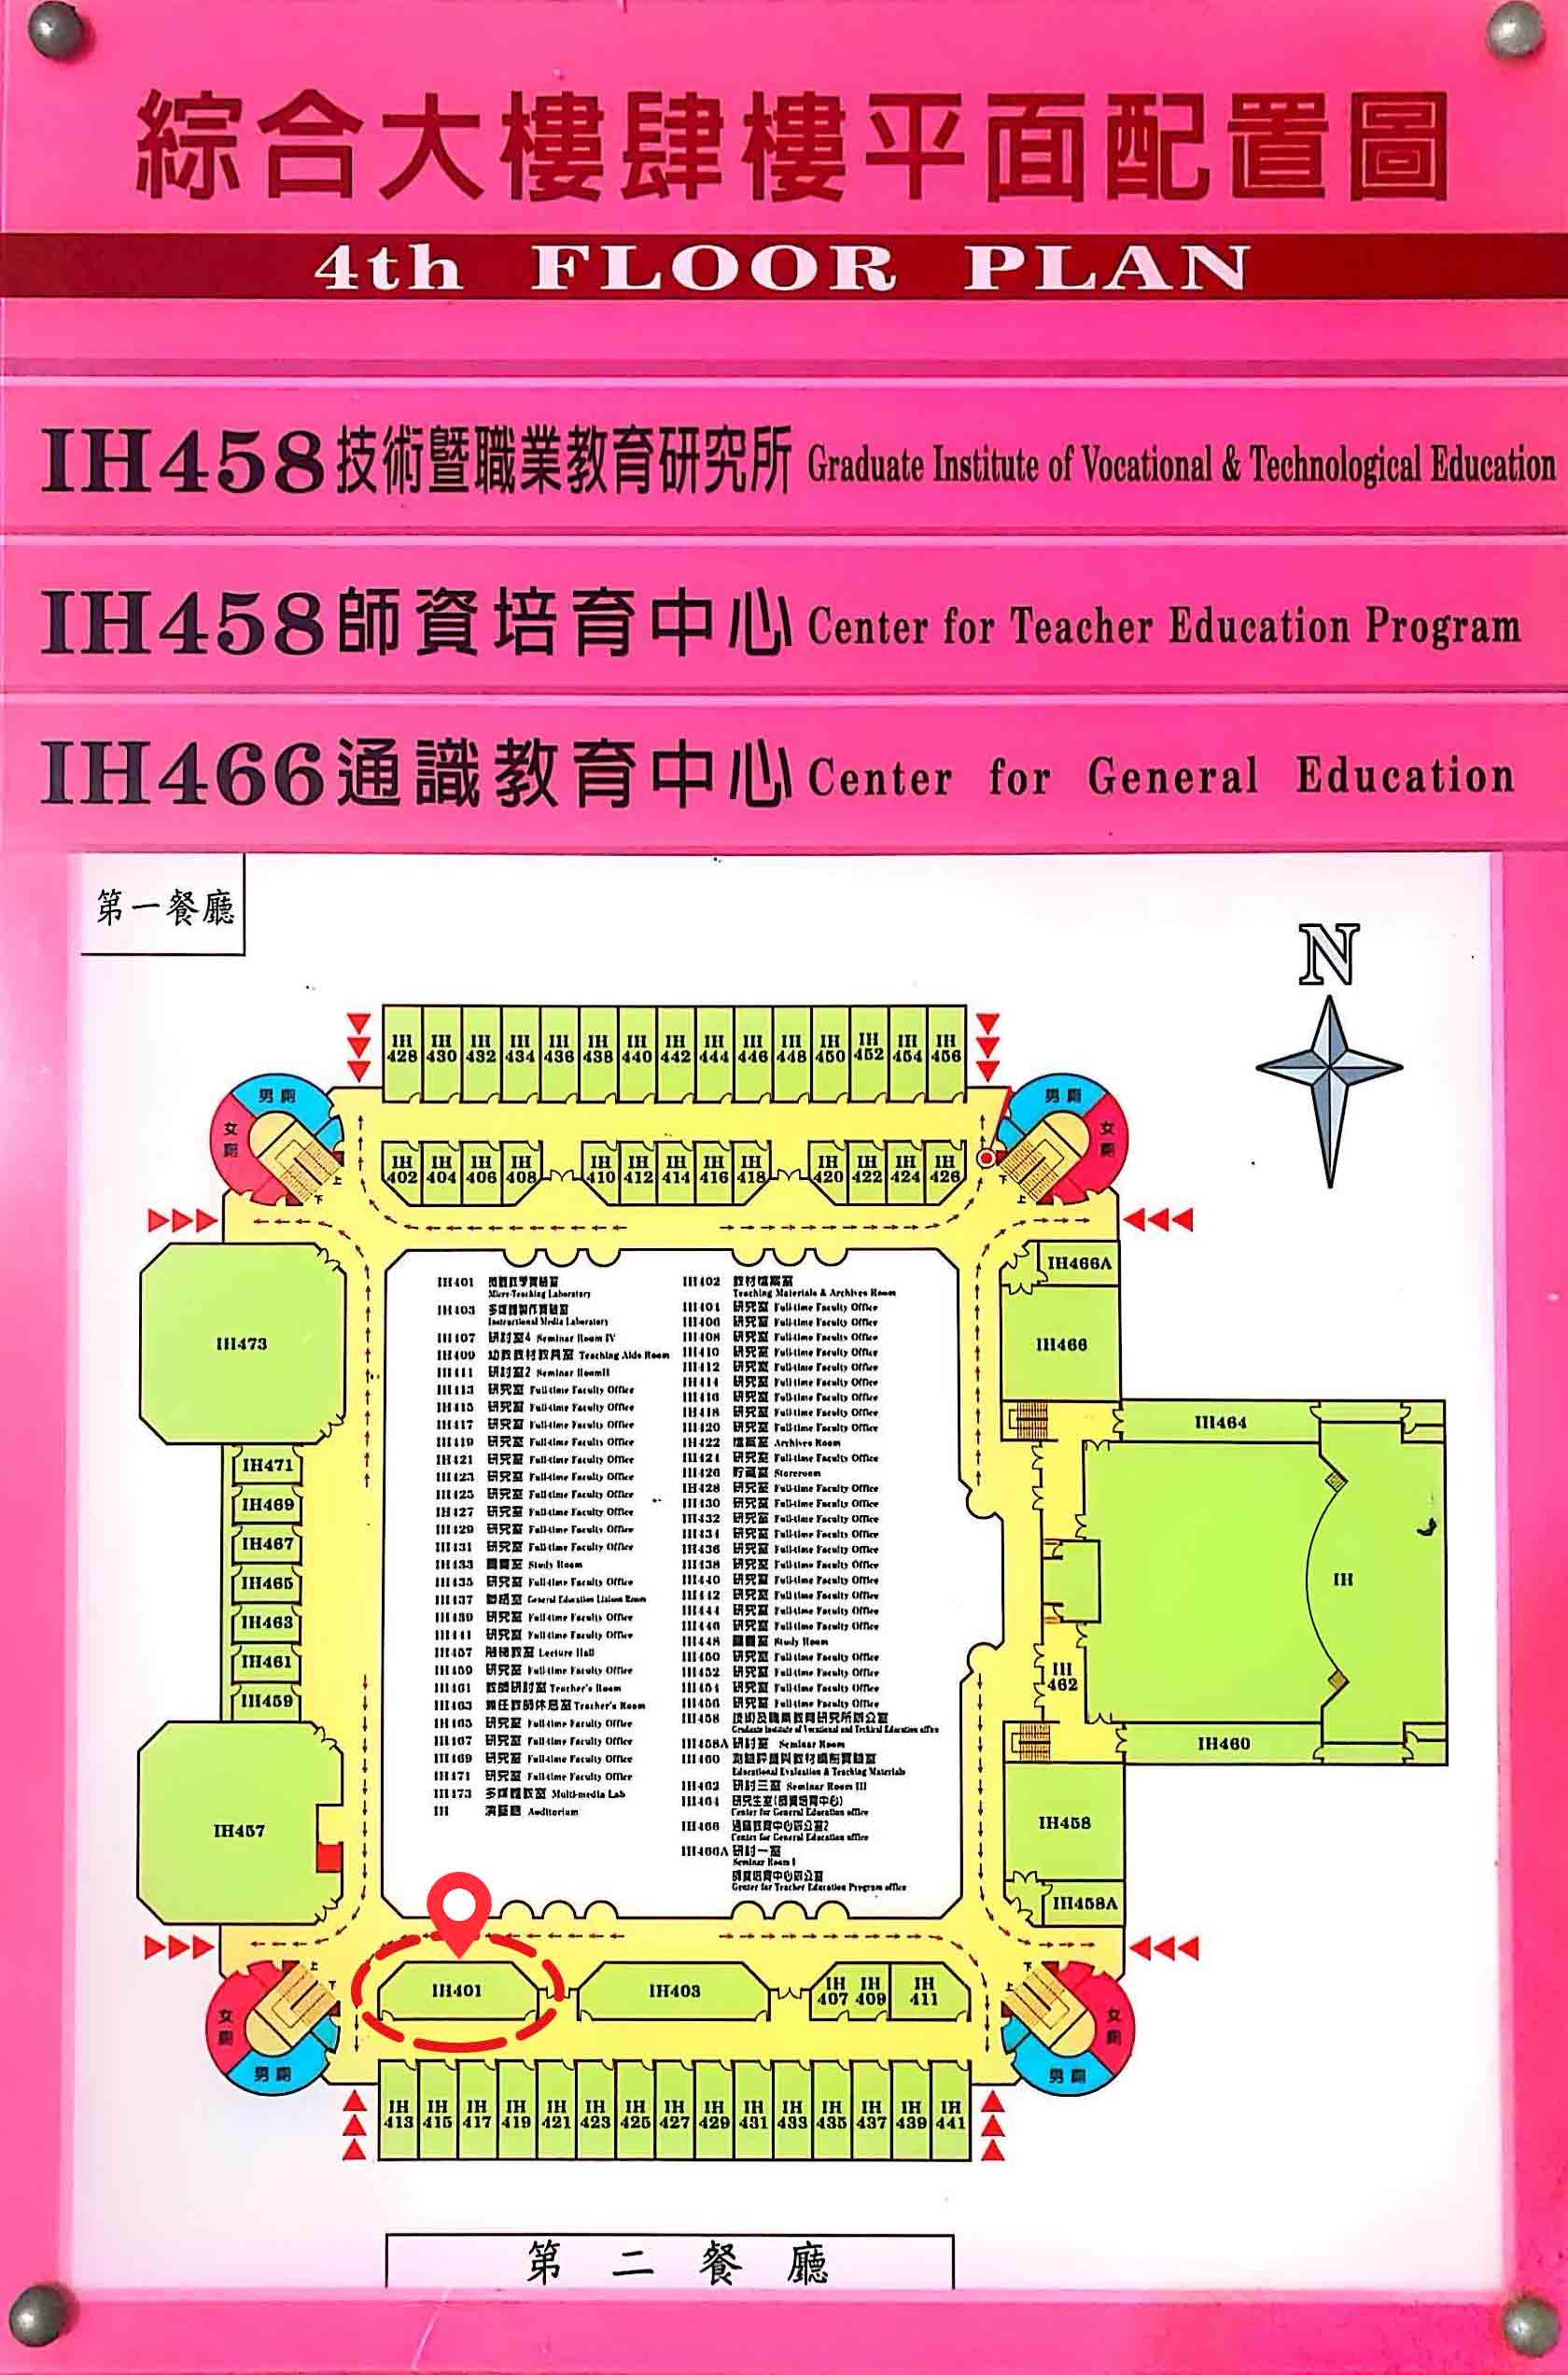 綜合大樓肆樓平面配置圖
4th FLOOR PLAN
IH458技術暨職業教育研究所 Graduate Institute of Vocational & Technological Education
IH458師資培育中心 Center for Teacher Education Program
IH466通識教育中心 Center for General Education
第一餐廳
N
IH 428
IH 430
IH 432
IH 434
IH 436
IH 438
IH 440
IH 442
IH 444
IH 446
IH 448
IH 450
IH 452
IH 454
IH 456
男廁
女廁
男廁
女廁
IH 402
IH 404
IH 406
IH 408
IH 410
IH 412
IH 414
IH 416
IH 418
IH 420
IH 422
IH 424
IH 426
上
下
下
上
IH473
IH471
IH469
IH467
IH465
IH463
IH461
IH459
IH457
IH401
Micro-Teaching Laboratory
IH403 多媒體製作實驗室
Instructional Media Laboratory
IH407 研討室4 Seminar Room IV
IH409 幼教教材教具室 Teaching Aids Room
IH411 研討室2 Seminar RoomII
IH413 研究室 Full-time Faculty Office
IH415 研究室 Full-time Faculty Office
IH417 研究室 Full-time Faculty Office
IH419 研究室 Full-time Faculty Office
IH421 研究室 Full-time Faculty Office
IH423 研究室 Full-time Faculty Office
IH425 研究室 Full-time Faculty Office
IH427 研究室 Full-time Faculty Office
IH429 研究室 Full-time Faculty Office
IH431 研究室 Full-time Faculty Office
IH433 Study Room
IH435 研究室 Full-time Faculty Office
IH437 聯絡室 General Education Liaison Room
IH439 研究室 Full-time Faculty Office
IH441 研究室 Full-time Faculty Office
IH457 階梯教室 Lecture Hall
IH459 研究室 Full-time Faculty Office
IH461 教師研討室 Teacher's Room
IH463 兼任教師休息室 Teacher's Room
IH465 研究室 Full-time Faculty Office
IH467 研究室 Full-time Faculty Office
IH469 研究室 Full-time Faculty Office
IH471 研究室 Full-time Faculty Office
IH473 多媒體教室 Multi-media Lab
IH 演藝廳 Auditorium
IH402 教材檔案室
Teaching Materials & Archives Room
IH404 研究室 Full-time Faculty Office
IH406 研究室 Full-time Faculty Office
IH408 研究室 Full-time Faculty Office
IH410 研究室 Full-time Faculty Office
IH412 研究室 Full-time Faculty Office
IH414 研究室 Full-time Faculty Office
IH416 研究室 Full-time Faculty Office
IH418 研究室 Full-time Faculty Office
IH420 研究室 Full-time Faculty Office
IH422 檔案室 Archives Room
IH424 研究室 Full-time Faculty Office
IH426 貯藏室 Storeroom
IH428 研究室 Full-time Faculty Office
IH430 研究室 Full-time Faculty Office
IH432 研究室 Full-time Faculty Office
IH434 研究室 Full-time Faculty Office
IH436 研究室 Full-time Faculty Office
IH438 研究室 Full-time Faculty Office
IH440 研究室 Full-time Faculty Office
IH442 研究室 Full-time Faculty Office
IH444 研究室 Full-time Faculty Office
IH446 研究室 Full-time Faculty Office
IH448 Study Room
IH450 研究室 Full-time Faculty Office
IH452 研究室 Full-time Faculty Office
IH454 研究室 Full-time Faculty Office
IH456 研究室 Full-time Faculty Office
IH458 技術及職業教育研究所辦公室
Graduate Institute of Vocational and Technical Education office
IH458A 研討室 Seminar Room
IH460 測驗評量與教材編制實驗室
Educational Evaluation & Teaching Materials
IH462 研討三室 Seminar Room III
IH464 研究生室(師資培育中心)
Center for General Education office
IH466 通識教育中心辦公室2
Center for General Education office
IH466A 研討一室
Seminar Room I
師資培育中心辦公室
Center for Teacher Education Program office
IH466A
IH466
IH464
IH
IH 462
IH460
IH458
IH458A
IH401
IH403
IH 407
IH 409
IH 411
上
下
下
上
女廁
男廁
女廁
男廁
IH 413
IH 415
IH 417
IH 419
IH 421
IH 423
IH 425
IH 427
IH 429
IH 431
IH 433
IH 435
IH 437
IH 439
IH 441
第二餐廳